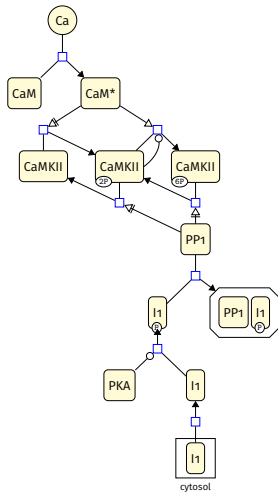 Ca
CaM
CaM*
CaMKII
CaMKII
CaMKII
2P
6P
PP1
I1
P
PP1
I1
P
PKA
I1
I1
cytosol